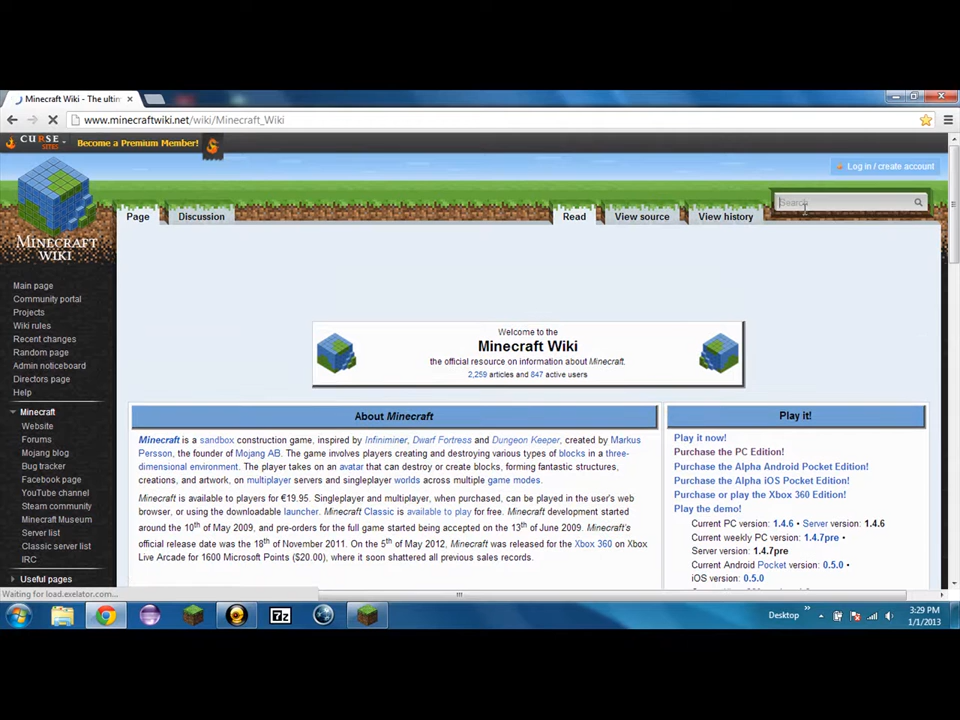 Minecraft Wiki - The ultim
www.minecraftwiki.net/wiki/Minecraft_Wiki
CURSE SITES Become a Premium Member!
Log in / create account
Page Discussion Read View source View history Search
MINECRAFT
WIKI
Main page
Community portal
Projects
Wiki rules
Recent changes
Random page
Admin noticeboard
Directors page
Help
Minecraft
Website
Forums
Mojang blog
Bug tracker
Facebook page
YouTube channel
Steam community
Minecraft Museum
Server list
Classic server list
IRC
Useful pages
Welcome to the
Minecraft Wiki
the official resource on information about Minecraft.
2,259 articles and 847 active users
About Minecraft
Minecraft is a sandbox construction game, inspired by Infiniminer, Dwarf Fortress and Dungeon Keeper, created by Markus
Persson, the founder of Mojang AB. The game involves players creating and destroying various types of blocks in a three-
dimensional environment. The player takes on an avatar that can destroy or create blocks, forming fantastic structures,
creations, and artwork, on multiplayer servers and singleplayer worlds across multiple game modes.
Minecraft is available to players for €19.95. Singleplayer and multiplayer, when purchased, can be played in the user's web
browser, or using the downloadable launcher. Minecraft Classic is available to play for free. Minecraft development started
around the 10th of May 2009, and pre-orders for the full game started being accepted on the 13th of June 2009. Minecraft's
official release date was the 18th of November 2011. On the 5th of May 2012, Minecraft was released for the Xbox 360 on Xbox
Live Arcade for 1600 Microsoft Points ($20.00), where it soon shattered all previous sales records.
Play it!
Play it now!
Purchase the PC Edition!
Purchase the Alpha Android Pocket Edition!
Purchase the Alpha iOS Pocket Edition!
Purchase or play the Xbox 360 Edition!
Play the demo!
Current PC version: 1.4.6 • Server version: 1.4.6
Current weekly PC version: 1.4.7pre •
Server version: 1.4.7pre
Current Android Pocket version: 0.5.0 •
iOS version: 0.5.0
Waiting for load.exelator.com...
7z
Desktop
3:29 PM
1/1/2013